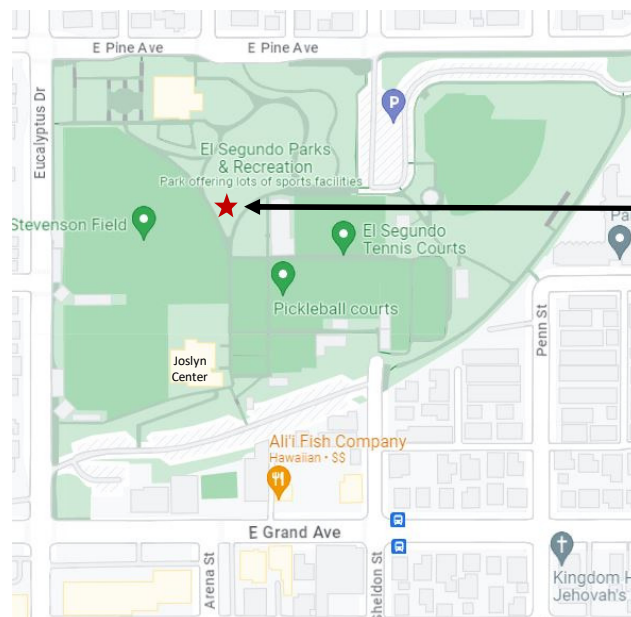 E Pine Ave
E Pine Ave
Eucalyptus Dr
P
El Segundo Parks
& Recreation
Park offering lots of sports facilities
Stevenson Field
El Segundo
Tennis Courts
Pa
Pickleball courts
Penn St
Joslyn
Center
Ali'i Fish Company
Hawaiian • $$
E Grand Ave
Arena St
Sheldon St
Kingdom H
Jehovah's